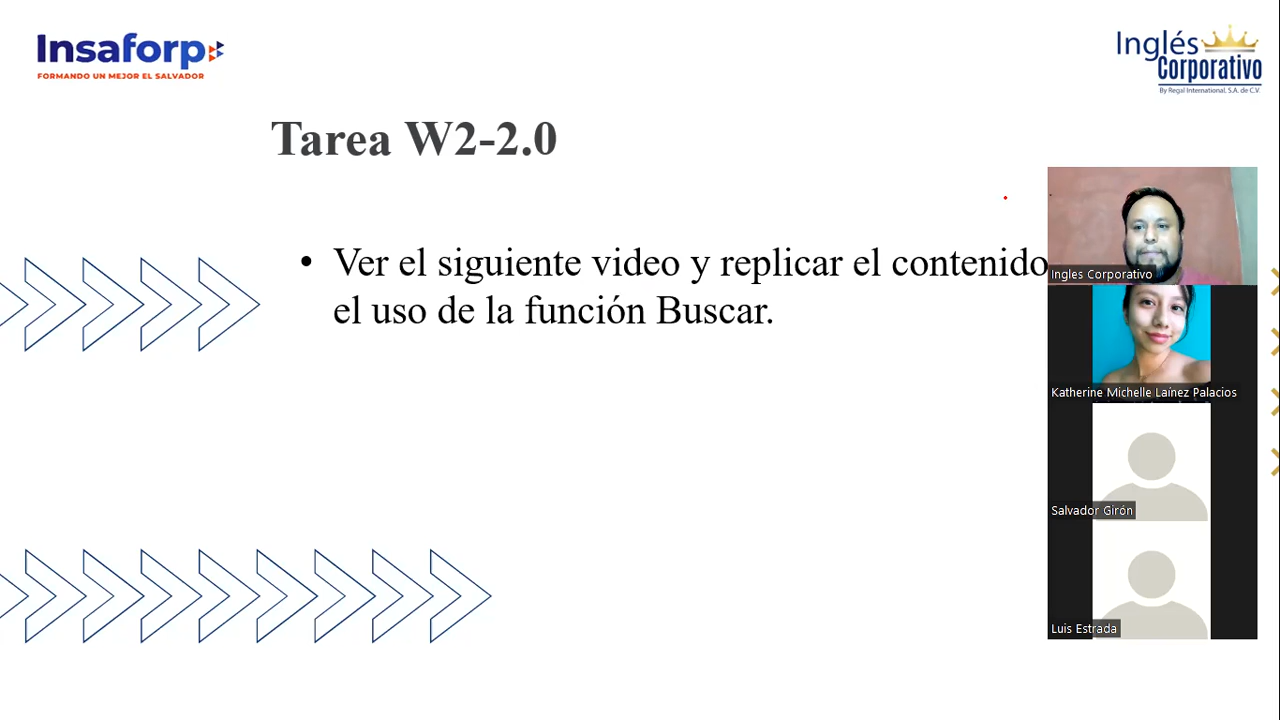 Insaforp
FORMANDO UN MEJOR EL SALVADOR
Inglés
Corporativo
By Regal International, S.A. de C.V.
Tarea W2-2.0
• Ver el siguiente video y replicar el contenido
el uso de la función Buscar.
Ingles Corporativo
Katherine Michelle Laínez Palacios
Salvador Girón
Luis Estrada